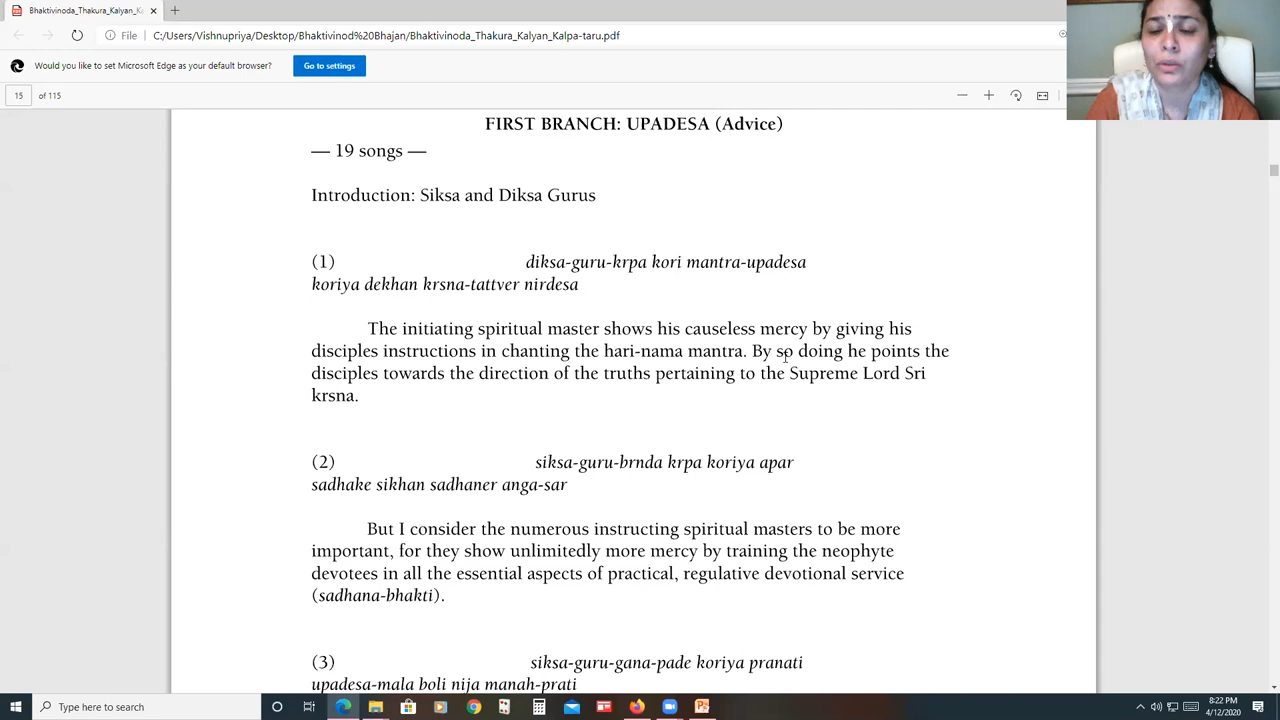 Bhaktivinoda_Thakura_Kalyan_Ka
File
C:/Users/Vishnupriya/Desktop/Bhaktivinod%20Bhajan/Bhaktivinod_Thakura_Kalyan_Kalpa-taru.pdf
Would you like to set Microsoft Edge as your default browser?
Go to settings
15 of 115
FIRST BRANCH: UPADESA (Advice)
— 19 songs —
Introduction: Siksa and Diksa Gurus
(1) diksa-guru-krpa kori mantra-upadesa
koriya dekhan krsna-tattver nirdesa
The initiating spiritual master shows his causeless mercy by giving his
disciples instructions in chanting the hari-nama mantra. By so doing he points the
disciples towards the direction of the truths pertaining to the Supreme Lord Sri
krsna.
(2) siksa-guru-brnda krpa koriya apar
sadhake sikhan sadhaner anga-sar
But I consider the numerous instructing spiritual masters to be more
important, for they show unlimitedly more mercy by training the neophyte
devotees in all the essential aspects of practical, regulative devotional service
(sadhana-bhakti).
(3) siksa-guru-gana-pade koriya pranati
upadesa-mala boli nija manah-prati
Type here to search
8:22 PM
4/12/2020